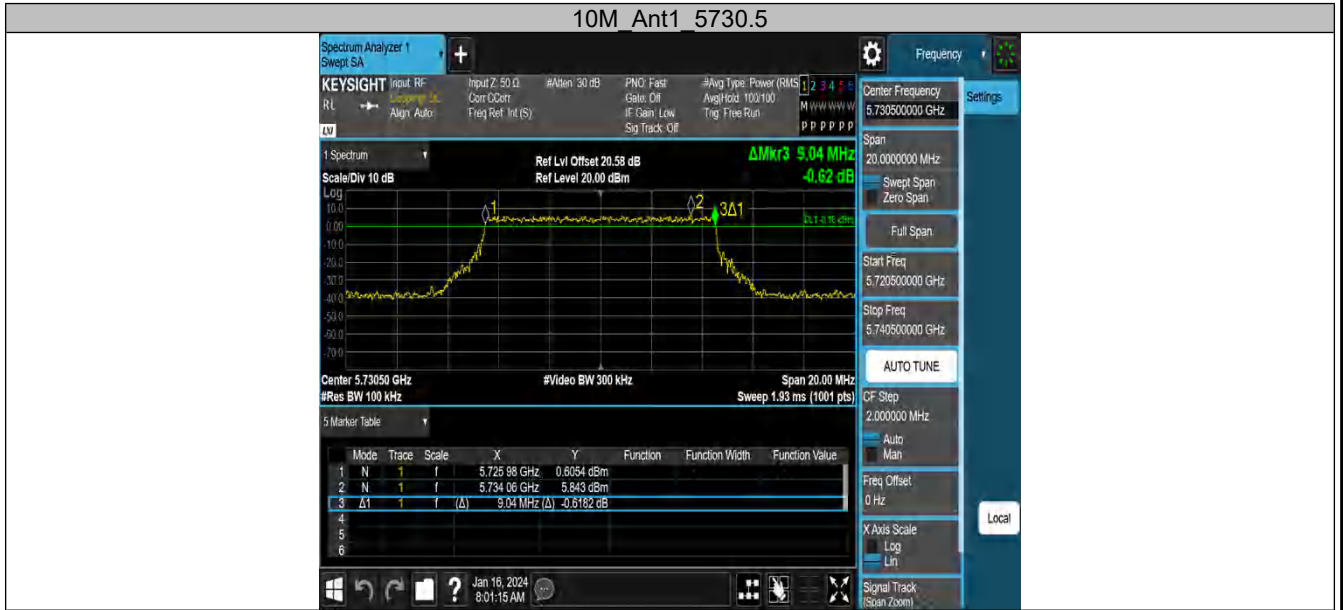 10M_Ant1_5730.5
Spectrum Analyzer 1
Swept SA
+
Frequency
KEYSIGHT
Input: RF
Align: Auto
Input Z: 50 Ω
Corr CCorr
Freq Ref: Int (S)
#Atten: 30 dB
PNO: Fast
Gate: Off
IF Gain: Low
Sig Track: Off
#Avg Type: Power (RMS
Avg|Hold: 100/100
Trig: Free Run
1 2 3 4 5 6
M W W W W W
P P P P P P
RL
LXI
Center Frequency
5.730500000 GHz
Settings
Span
20.0000000 MHz
Swept Span
Zero Span
Full Span
Start Freq
5.720500000 GHz
Stop Freq
5.740500000 GHz
AUTO TUNE
CF Step
2.000000 MHz
Auto
Man
Freq Offset
0 Hz
X Axis Scale
Log
Lin
Signal Track
(Span Zoom)
Local
1 Spectrum
Scale/Div 10 dB
Ref Lvl Offset 20.58 dB
Ref Level 20.00 dBm
ΔMkr3 9.04 MHz
-0.62 dB
Log
10.0
0.00
-10.0
-20.0
-30.0
-40.0
-50.0
-60.0
-70.0
1
2
3Δ1
Center 5.73050 GHz
#Res BW 100 kHz
#Video BW 300 kHz
Span 20.00 MHz
Sweep 1.93 ms (1001 pts)
5 Marker Table
Mode Trace Scale X Y Function Function Width Function Value
1 N 1 f 5.725 98 GHz 0.6054 dBm
2 N 1 f 5.734 06 GHz 5.843 dBm
3 Δ1 1 f (Δ) 9.04 MHz (Δ) -0.6182 dB
4
5
6
?
Jan 16, 2024
8:01:15 AM